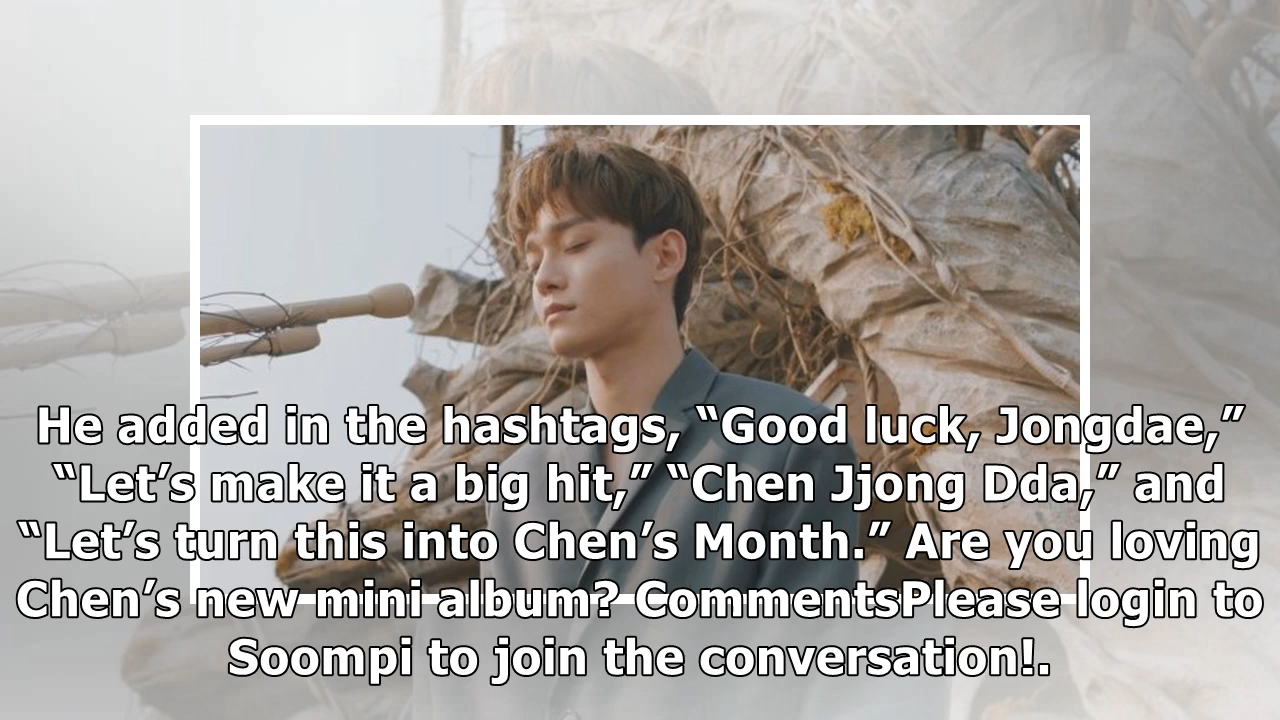 He added in the hashtags, “Good luck, Jongdae,”
“Let’s make it a big hit,” “Chen Jjong Dda,” and
“Let’s turn this into Chen’s Month.” Are you loving
Chen’s new mini album? CommentsPlease login to
Soompi to join the conversation!.